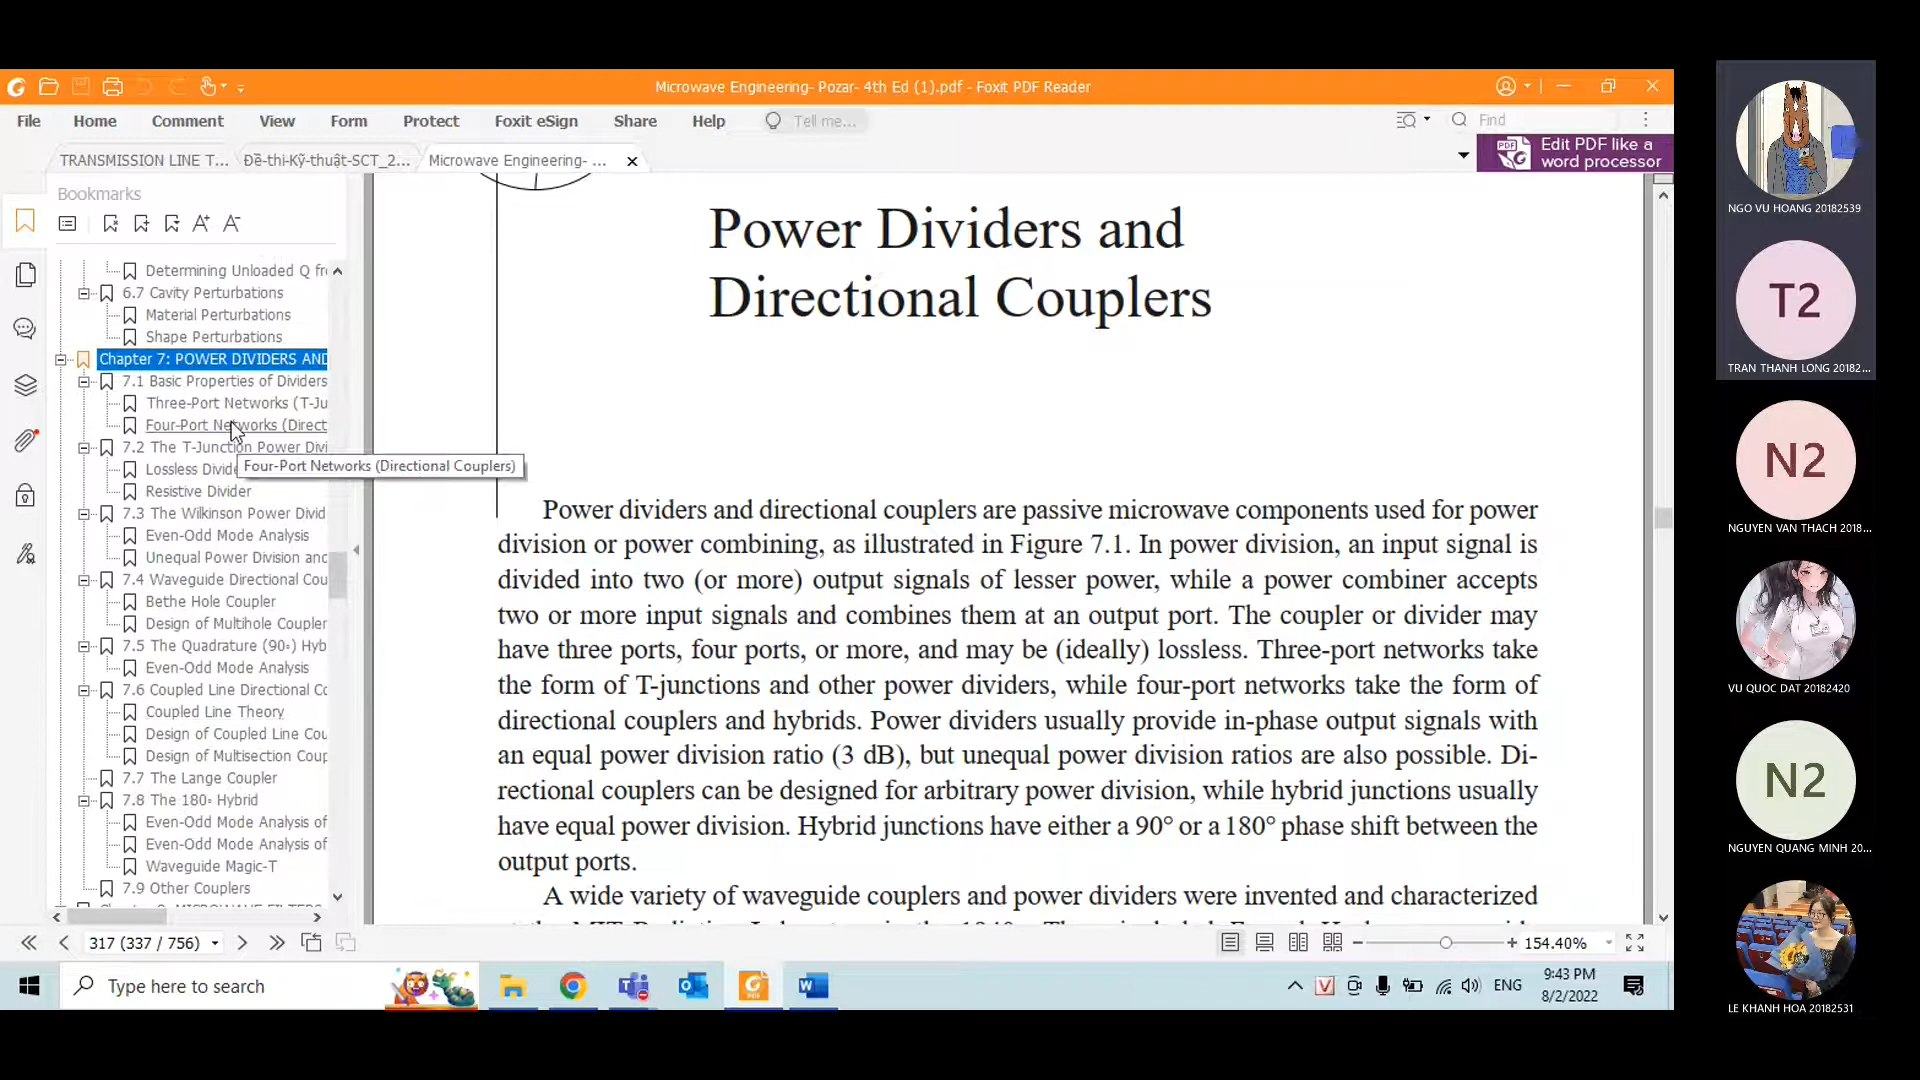 Microwave Engineering- Pozar- 4th Ed (1).pdf - Foxit PDF Reader
File Home Comment View Form Protect Foxit eSign Share Help Tell me... Find
TRANSMISSION LINE T... Đề-thi-Kỹ-thuật-SCT_2... Microwave Engineering- ...
PDF Edit PDF like a
word processor
Bookmarks
Determining Unloaded Q fr
6.7 Cavity Perturbations
Material Perturbations
Shape Perturbations
Chapter 7: POWER DIVIDERS AND
7.1 Basic Properties of Dividers
Three-Port Networks (T-Ju
Four-Port Networks (Direct
7.2 The T-Junction Power Divi
Lossless Divide
Four-Port Networks (Directional Couplers)
Resistive Divider
7.3 The Wilkinson Power Divid
Even-Odd Mode Analysis
Unequal Power Division and
7.4 Waveguide Directional Cou
Bethe Hole Coupler
Design of Multihole Coupler
7.5 The Quadrature (90◦) Hyb
Even-Odd Mode Analysis
7.6 Coupled Line Directional Co
Coupled Line Theory
Design of Coupled Line Cou
Design of Multisection Coup
7.7 The Lange Coupler
7.8 The 180◦ Hybrid
Even-Odd Mode Analysis of
Even-Odd Mode Analysis of
Waveguide Magic-T
7.9 Other Couplers
Power Dividers and
Directional Couplers
Power dividers and directional couplers are passive microwave components used for power
division or power combining, as illustrated in Figure 7.1. In power division, an input signal is
divided into two (or more) output signals of lesser power, while a power combiner accepts
two or more input signals and combines them at an output port. The coupler or divider may
have three ports, four ports, or more, and may be (ideally) lossless. Three-port networks take
the form of T-junctions and other power dividers, while four-port networks take the form of
directional couplers and hybrids. Power dividers usually provide in-phase output signals with
an equal power division ratio (3 dB), but unequal power division ratios are also possible. Di-
rectional couplers can be designed for arbitrary power division, while hybrid junctions usually
have equal power division. Hybrid junctions have either a 90° or a 180° phase shift between the
output ports.
A wide variety of waveguide couplers and power dividers were invented and characterized
317 (337 / 756)
154.40%
Type here to search
ENG
9:43 PM
8/2/2022
NGO VU HOANG 20182539
T2
TRAN THANH LONG 20182...
N2
NGUYEN VAN THACH 2018...
VU QUOC DAT 20182420
N2
NGUYEN QUANG MINH 20...
LE KHANH HOA 20182531